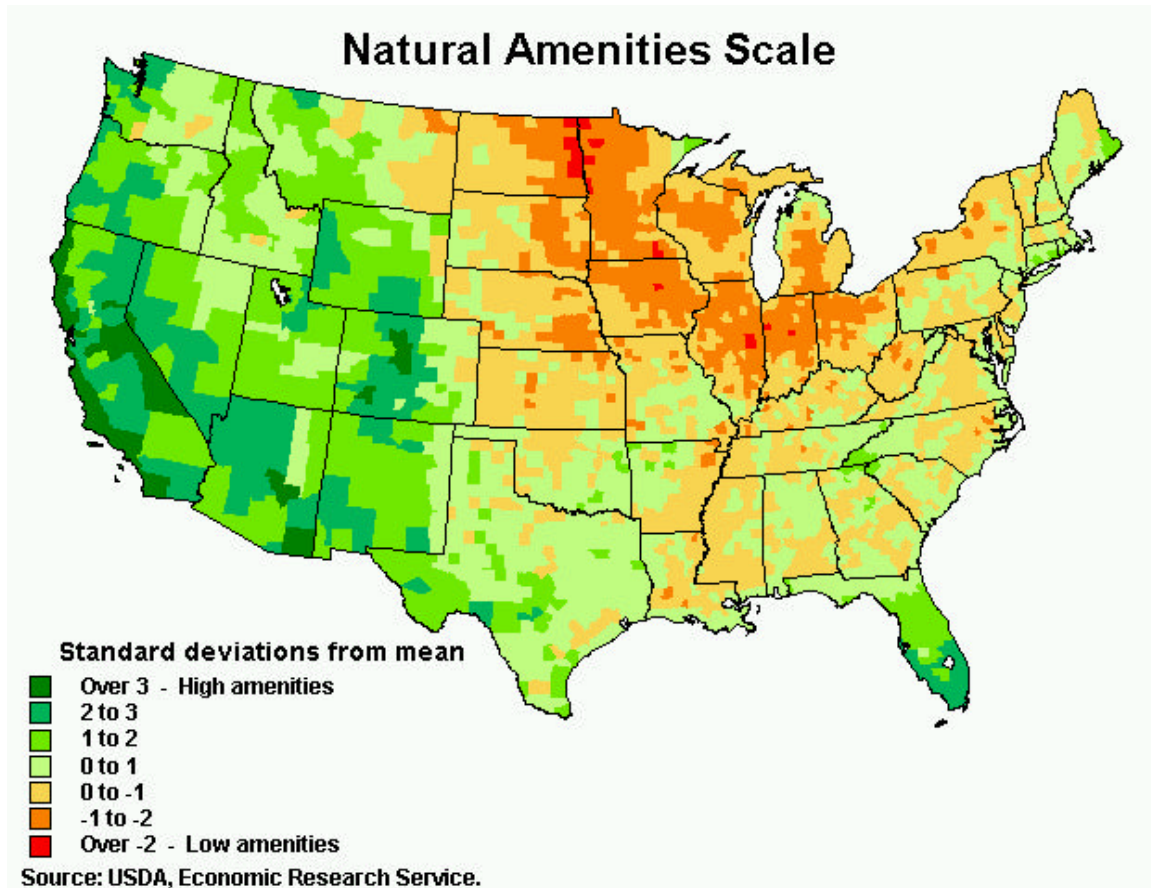 Natural Amenities Scale
Standard deviations from mean
Over 3 - High amenities
2 to 3
1 to 2
0 to 1
0 to -1
-1 to -2
Over -2 - Low amenities
Source: USDA, Economic Research Service.